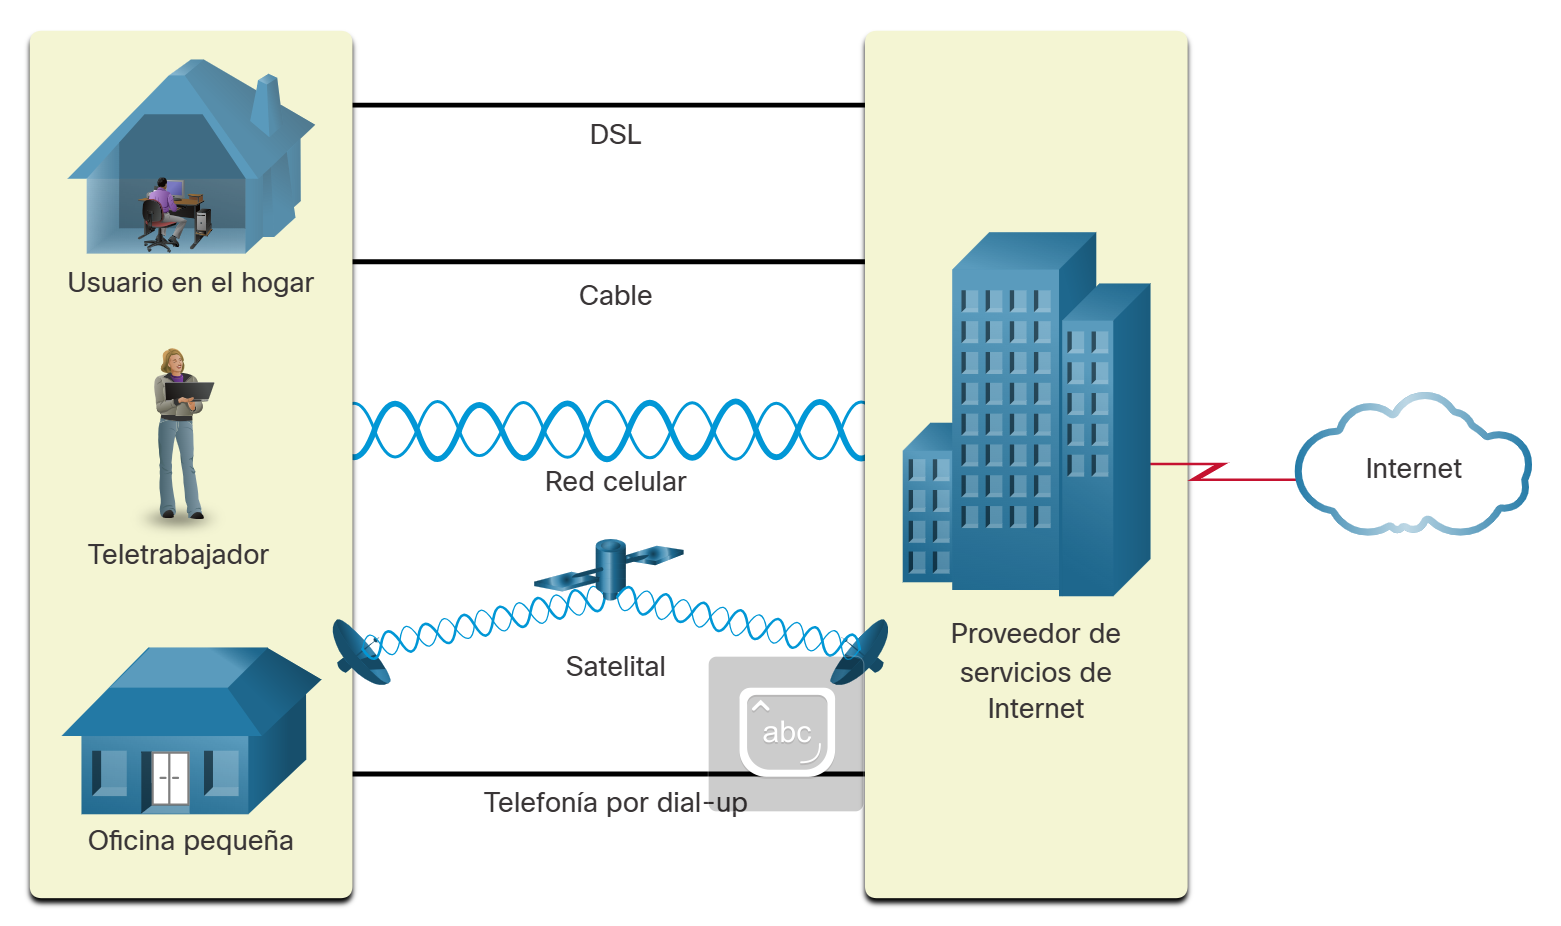 DSL
Usuario en el hogar
Cable
Red celular
Teletrabajador
Satelital
Proveedor de
servicios de
Internet
Internet
abc
Telefonía por dial-up
Oficina pequeña